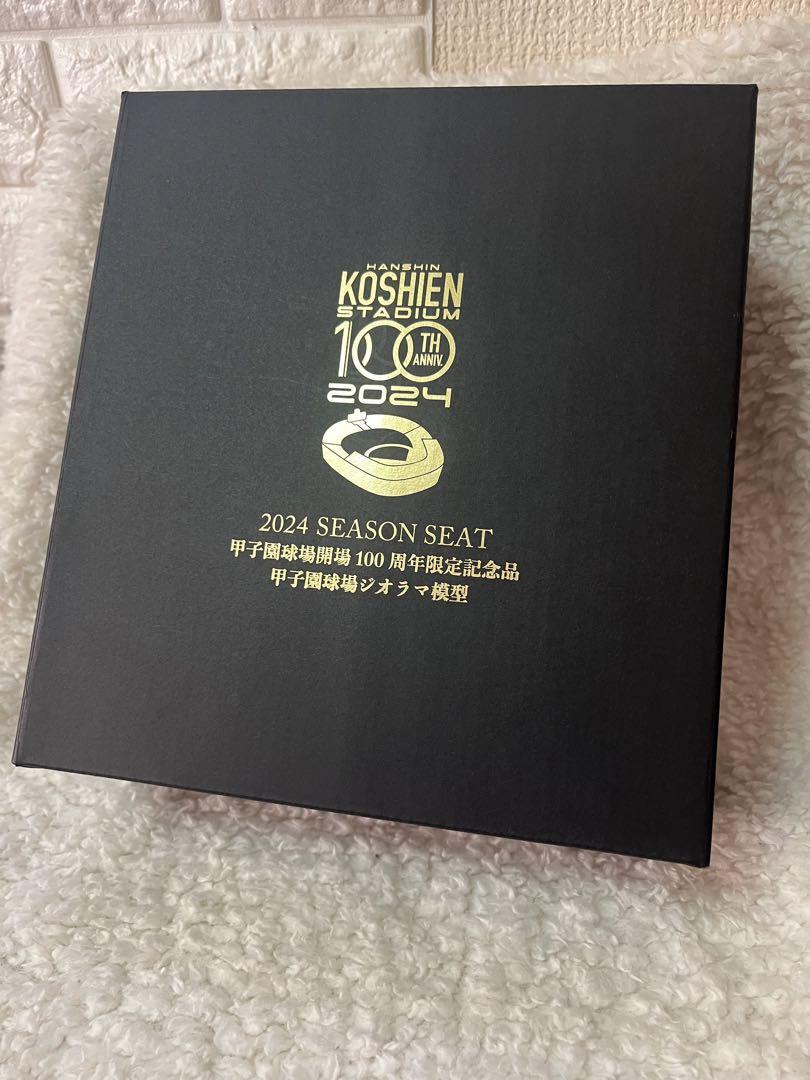 HANSHIN
KOSHIEN
STADIUM
100TH
ANNIV.
2024
2024 SEASON SEAT
甲子園球場開場100周年限定記念品
甲子園球場ジオラマ模型